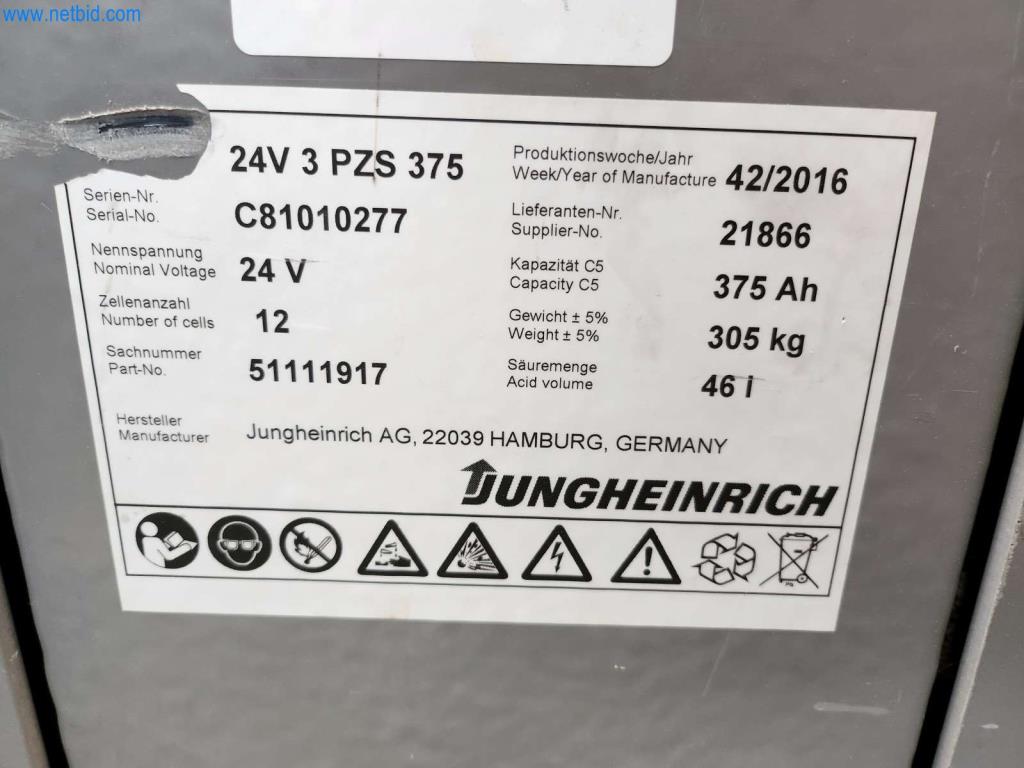 www.netbid.com
24V 3 PZS 375
Serien-Nr.
Serial-No.
C81010277
Nennspannung
Nominal Voltage
24 V
Zellenanzahl
Number of cells
12
Sachnummer
Part-No.
51111917
Produktionswoche/Jahr
Week/Year of Manufacture
42/2016
Lieferanten-Nr.
Supplier-No.
21866
Kapazität C5
Capacity C5
375 Ah
Gewicht ± 5%
Weight ± 5%
305 kg
Säuremenge
Acid volume
46 l
Hersteller
Manufacturer
Jungheinrich AG, 22039 HAMBURG, GERMANY
JUNGHEINRICH